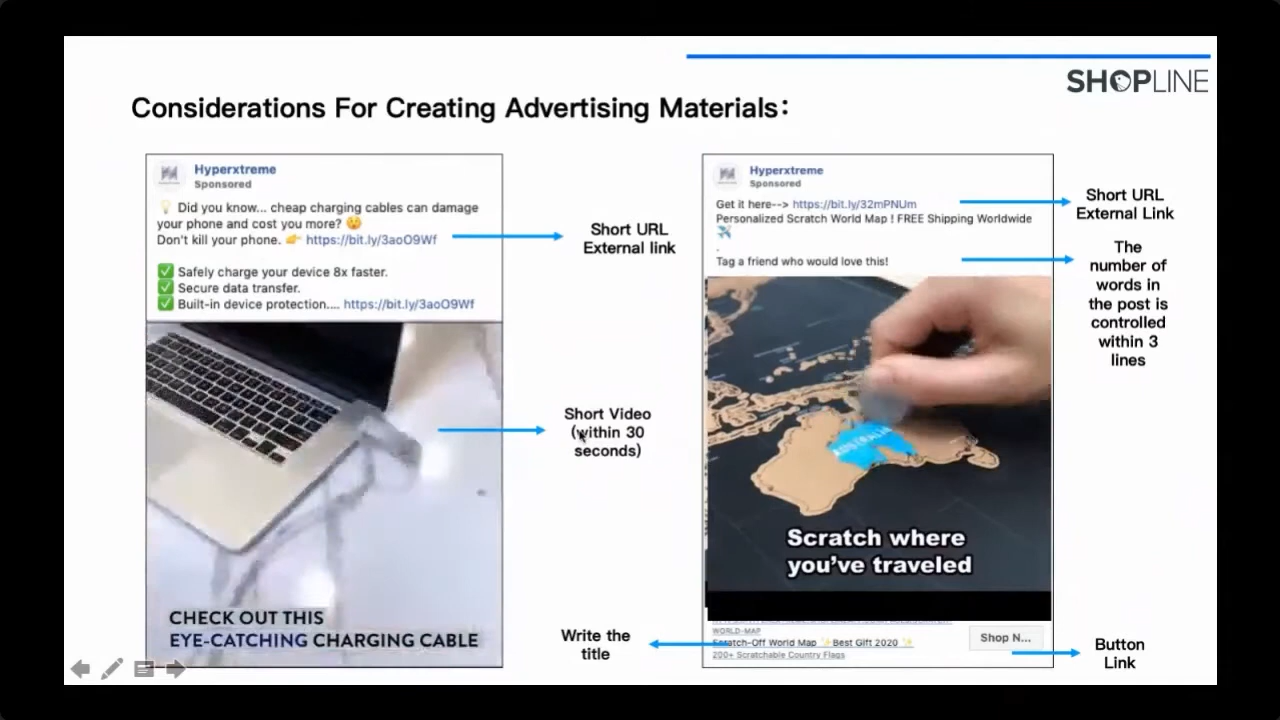 SHOPLINE
Considerations For Creating Advertising Materials:
Hyperxtreme
Sponsored
💡 Did you know... cheap charging cables can damage
your phone and cost you more? 😯
Don't kill your phone. 👉 https://bit.ly/3aoO9Wf
✅ Safely charge your device 8x faster.
✅ Secure data transfer.
✅ Built-in device protection.... https://bit.ly/3aoO9Wf
CHECK OUT THIS
EYE-CATCHING CHARGING CABLE
Short URL
External link
Short Video
(within 30
seconds)
Write the
title
Hyperxtreme
Sponsored
Get it here--> https://bit.ly/32mPNUm
Personalized Scratch World Map ! FREE Shipping Worldwide
✈️
.
Tag a friend who would love this!
AUSTRALIA
Scratch where
you've traveled
WORLD-MAP
Scratch-Off World Map ✨Best Gift 2020 ✨
200+ Scratchable Country Flags
Shop N...
Short URL
External Link
The
number of
words in
the post is
controlled
within 3
lines
Button
Link